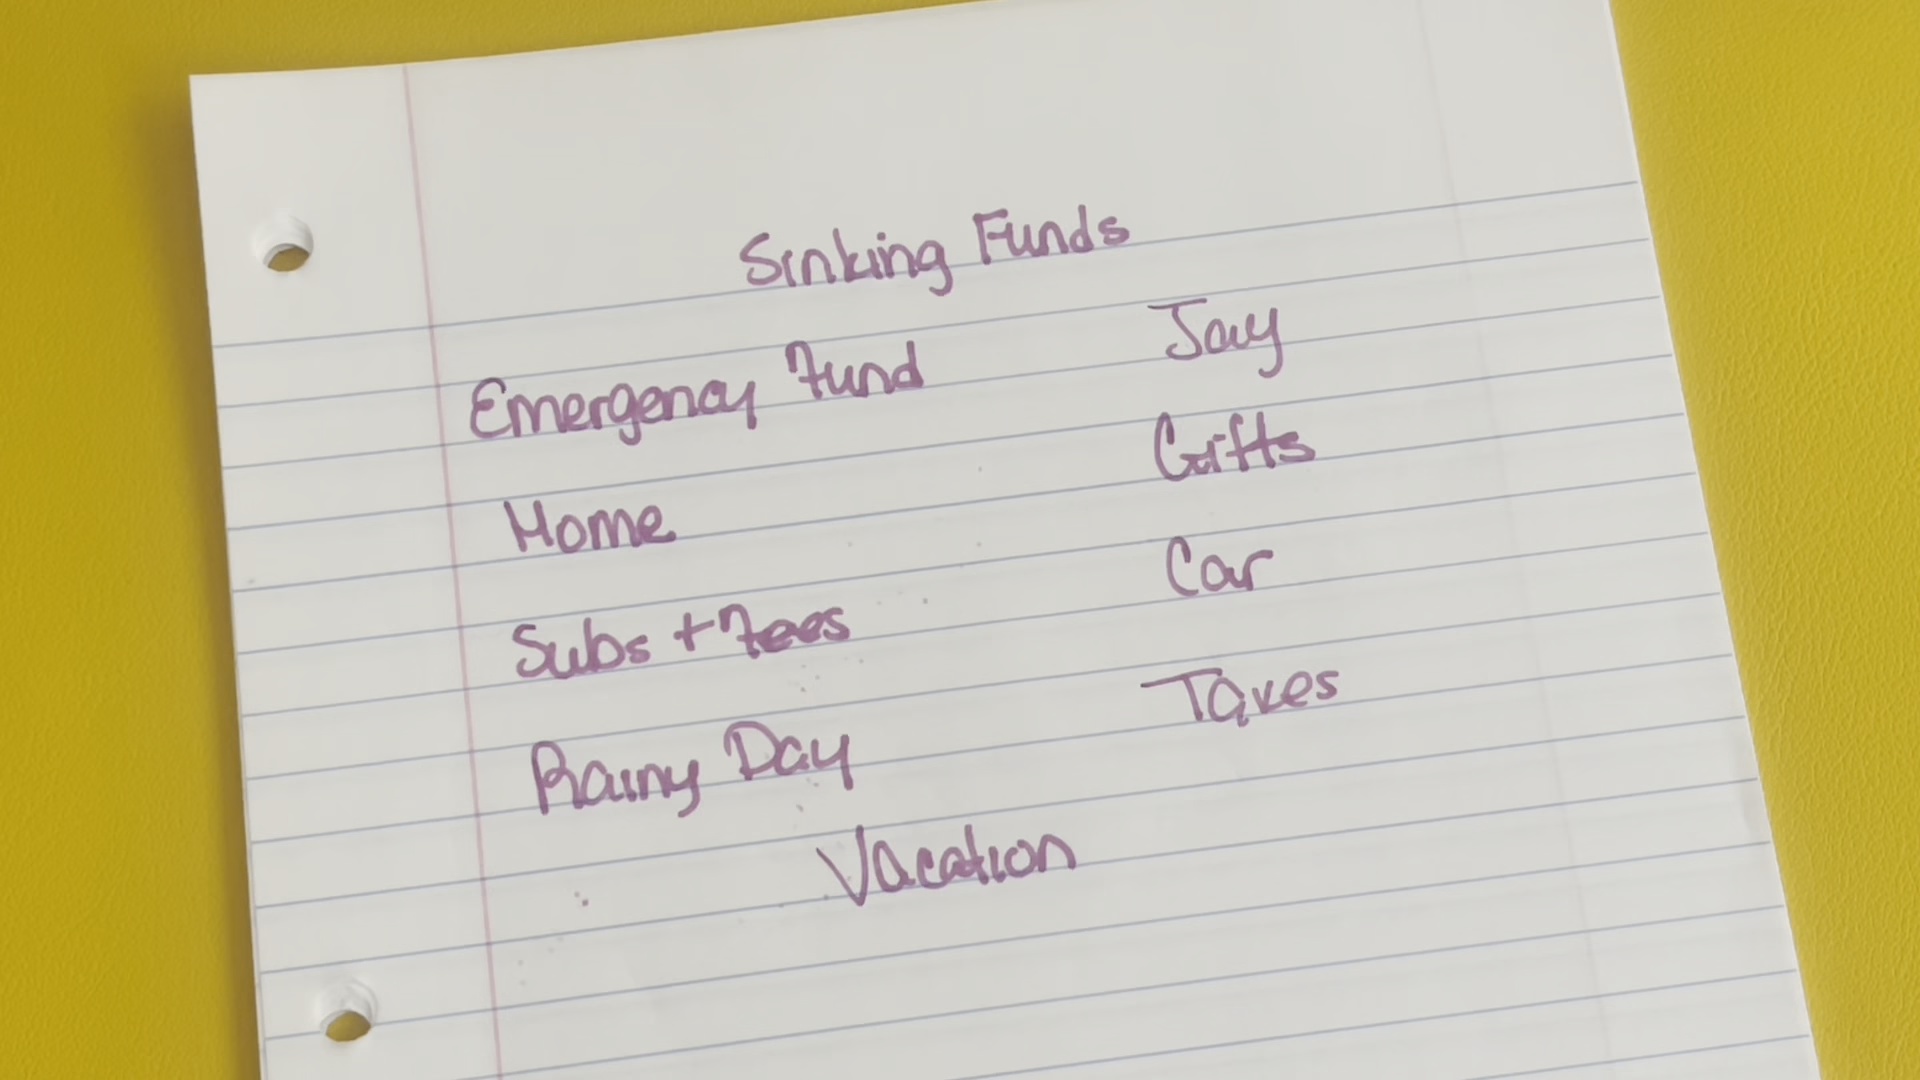 Sinking Funds
Emergency Fund
Home
Subs + Fees
Rainy Day
Jay
Gifts
Car
Taxes
Vacation